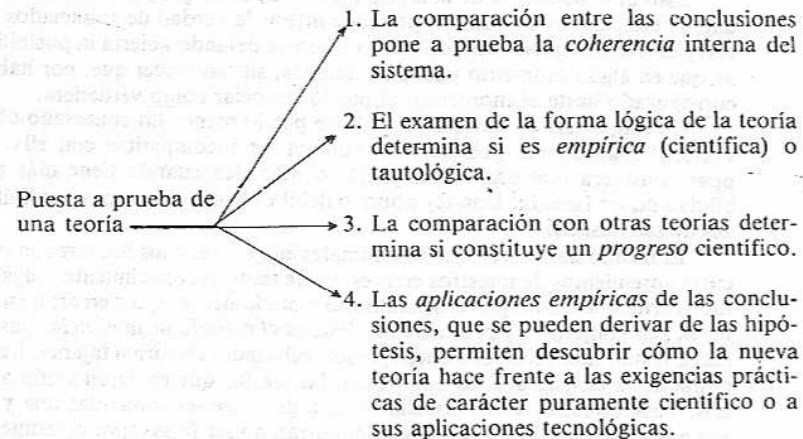 1. La comparación entre las conclusiones
pone a prueba la coherencia interna del
sistema.
2. El examen de la forma lógica de la teoría
determina si es empírica (científica) o
tautológica.
Puesta a prueba de
una teoría
3. La comparación con otras teorías deter-
mina si constituye un progreso científico.
4. Las aplicaciones empíricas de las conclu-
siones, que se pueden derivar de las hipó-
tesis, permiten descubrir cómo la nueva
teoría hace frente a las exigencias prácti-
cas de carácter puramente científico o a
sus aplicaciones tecnológicas.